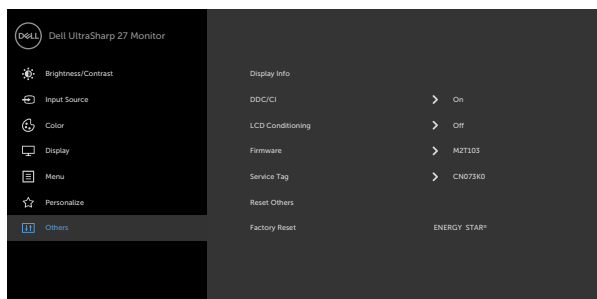 DELL Dell UltraSharp 27 Monitor
Brightness/Contrast Display Info
Input Source DDC/CI On
Color LCD Conditioning Off
Display Firmware M2T103
Menu Service Tag CN073K0
Personalize Reset Others
Others Factory Reset ENERGY STAR®